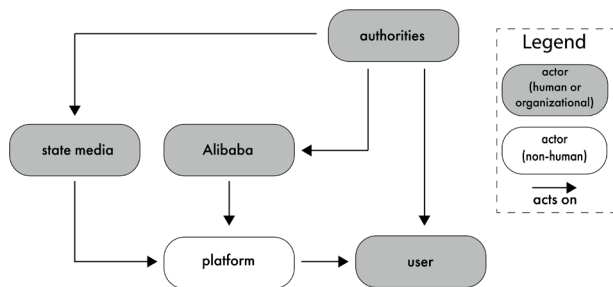 authorities
Legend
actor
(human or
organizational)
state media
Alibaba
actor
(non-human)
acts on
platform
user